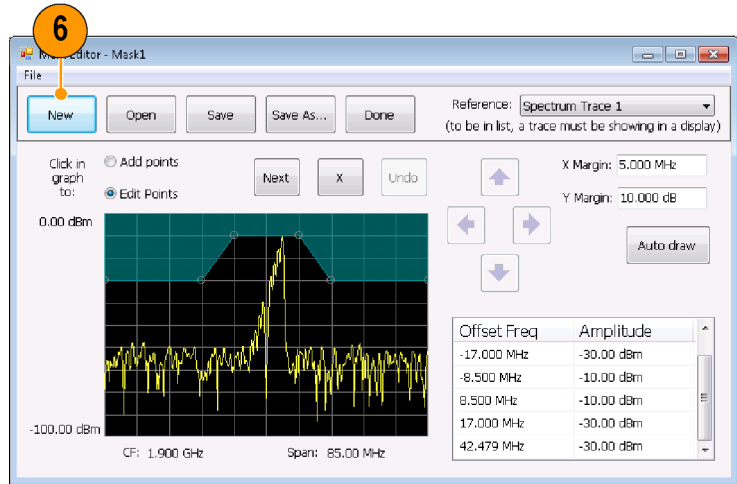 6
Editor - Mask1
File
New
Open
Save
Save As...
Done
Reference: Spectrum Trace 1
(to be in list, a trace must be showing in a display)
Click in
graph
to:
Add points
Edit Points
Next
X
Undo
X Margin: 5.000 MHz
Y Margin: 10.000 dB
Auto draw
0.00 dBm
-100.00 dBm
CF: 1.900 GHz
Span: 85.00 MHz
Offset Freq Amplitude
-17.000 MHz -30.00 dBm
-8.500 MHz -10.00 dBm
8.500 MHz -10.00 dBm
17.000 MHz -30.00 dBm
42.479 MHz -30.00 dBm